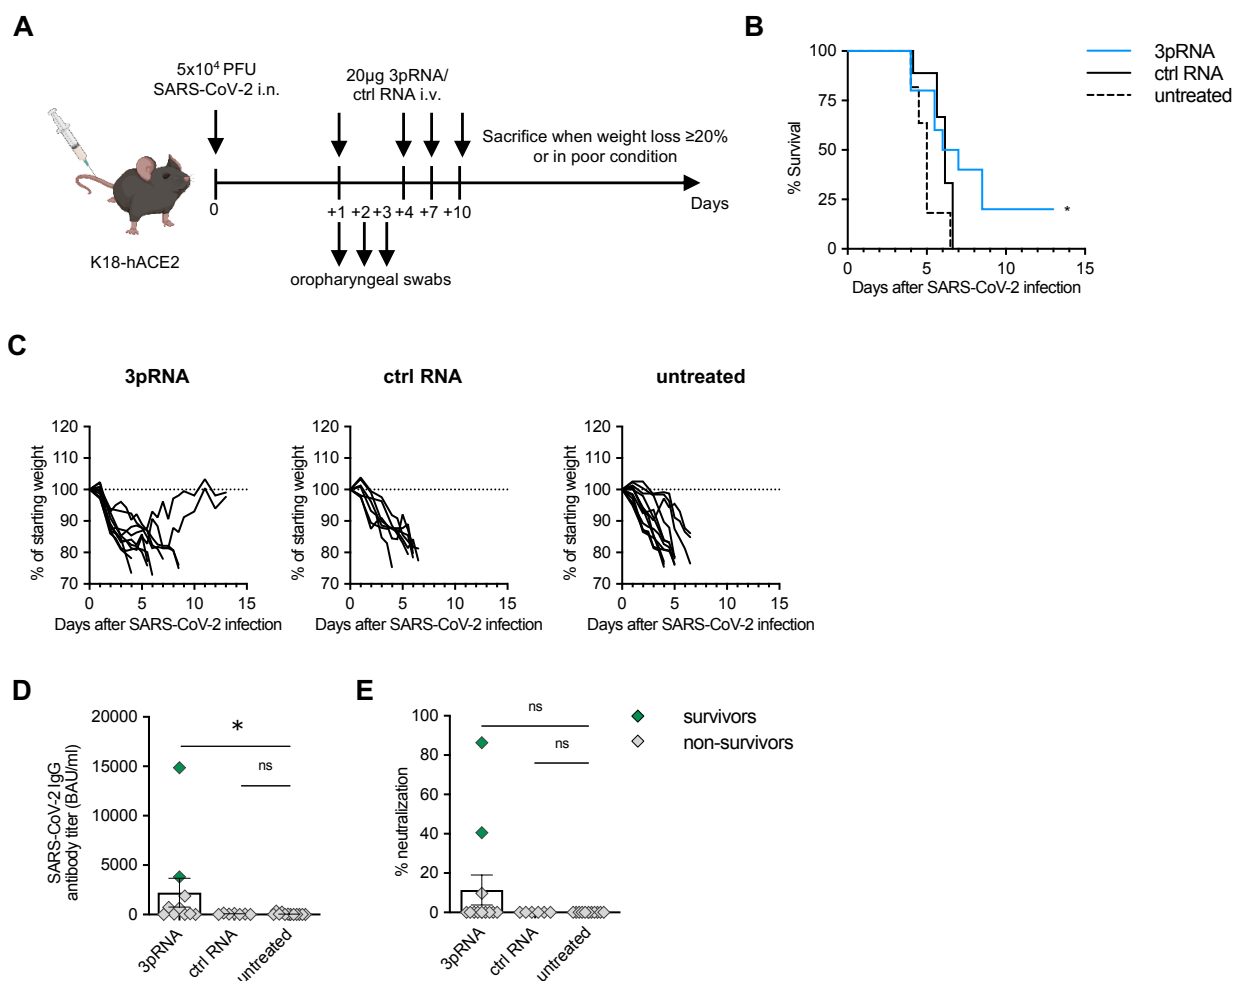 A
5x10⁴ PFU
SARS-CoV-2 i.n.
20µg 3pRNA/
ctrl RNA i.v.
Sacrifice when weight loss ≥20%
or in poor condition
0
+1 +2 +3 +4 +7 +10
Days
oropharyngeal swabs
K18-hACE2
B
% Survival
100
75
50
25
0
0 5 10 15
Days after SARS-CoV-2 infection
*
3pRNA
ctrl RNA
untreated
C
3pRNA
% of starting weight
120
110
100
90
80
70
0 5 10 15
Days after SARS-CoV-2 infection
ctrl RNA
% of starting weight
120
110
100
90
80
70
0 5 10 15
Days after SARS-CoV-2 infection
untreated
% of starting weight
120
110
100
90
80
70
0 5 10 15
Days after SARS-CoV-2 infection
D
SARS-CoV-2 IgG
antibody titer (BAU/ml)
20000
15000
10000
5000
0
*
ns
3pRNA
ctrl RNA
untreated
E
% neutralization
100
80
60
40
20
0
ns
ns
3pRNA
ctrl RNA
untreated
survivors
non-survivors